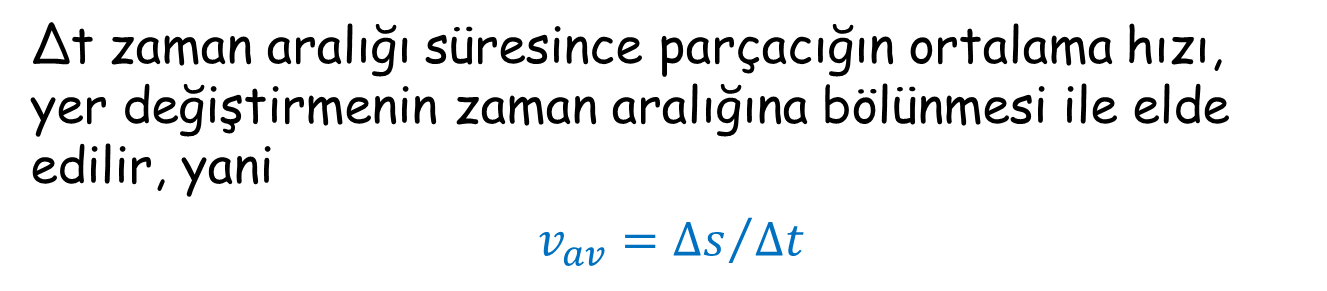 Δt zaman aralığı süresince parçacığın ortalama hızı,
yer değiştirmenin zaman aralığına bölünmesi ile elde
edilir, yani
v_av = Δs/Δt